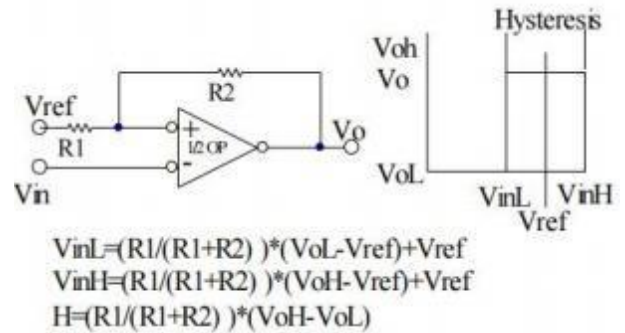 Hysteresis
Voh
Vo
R2
Vref
R1
+
1/2 OP
-
Vo
Vin
VoL
VinL
VinH
Vref
VinL=(R1/(R1+R2) )*(VoL-Vref)+Vref
VinH=(R1/(R1+R2) )*(VoH-Vref)+Vref
H=(R1/(R1+R2) )*(VoH-VoL)